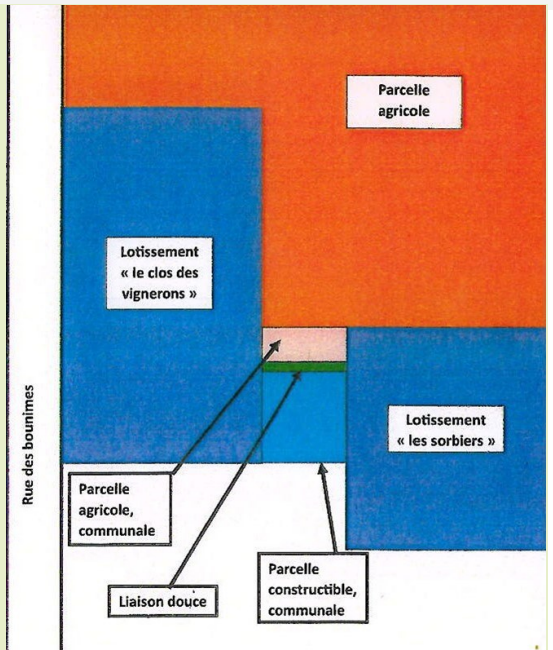 Parcelle
agricole
Lotissement
« le clos des
vignerons »
Rue des bounimes
Lotissement
« les sorbiers »
Parcelle
agricole,
communale
Parcelle
constructible,
communale
Liaison douce